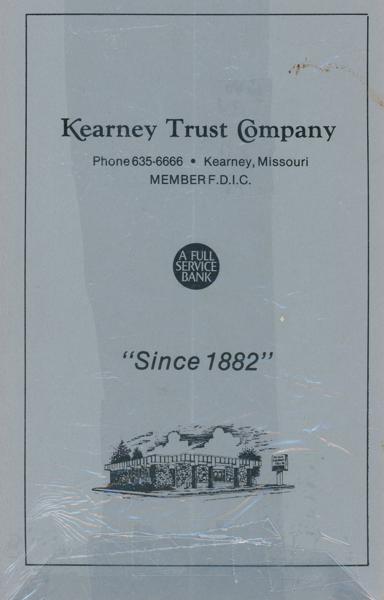 Kearney Trust Company
Phone 635-6666 • Kearney, Missouri
MEMBER F.D.I.C.
A FULL
SERVICE
BANK
"Since 1882"